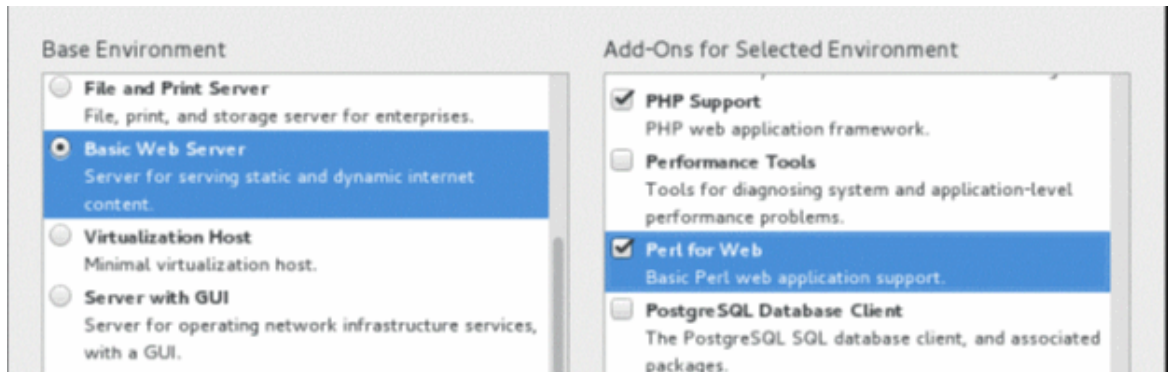 Base Environment
File and Print Server
File, print, and storage server for enterprises.
Basic Web Server
Server for serving static and dynamic internet
content.
Virtualization Host
Minimal virtualization host.
Server with GUI
Server for operating network infrastructure services,
with a GUI.
Add-Ons for Selected Environment
PHP Support
PHP web application framework.
Performance Tools
Tools for diagnosing system and application-level
performance problems.
Perl for Web
Basic Perl web application support.
PostgreSQL Database Client
The PostgreSQL SQL database client, and associated
packages.